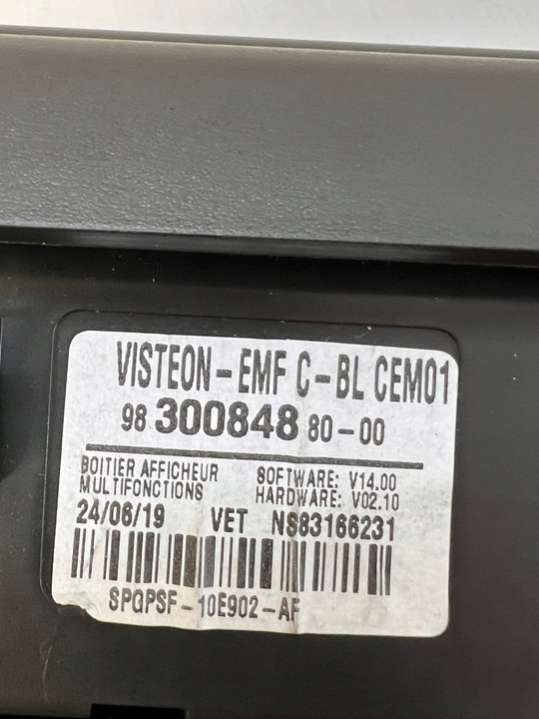 VISTEON-EMF C-BL CEM01
98 300848 80-00
BOITIER AFFICHEUR
MULTIFONCTIONS
SOFTWARE: V14.00
HARDWARE: V02.10
24/06/19 VET NS83166231
SPQPSF-10E902-AF